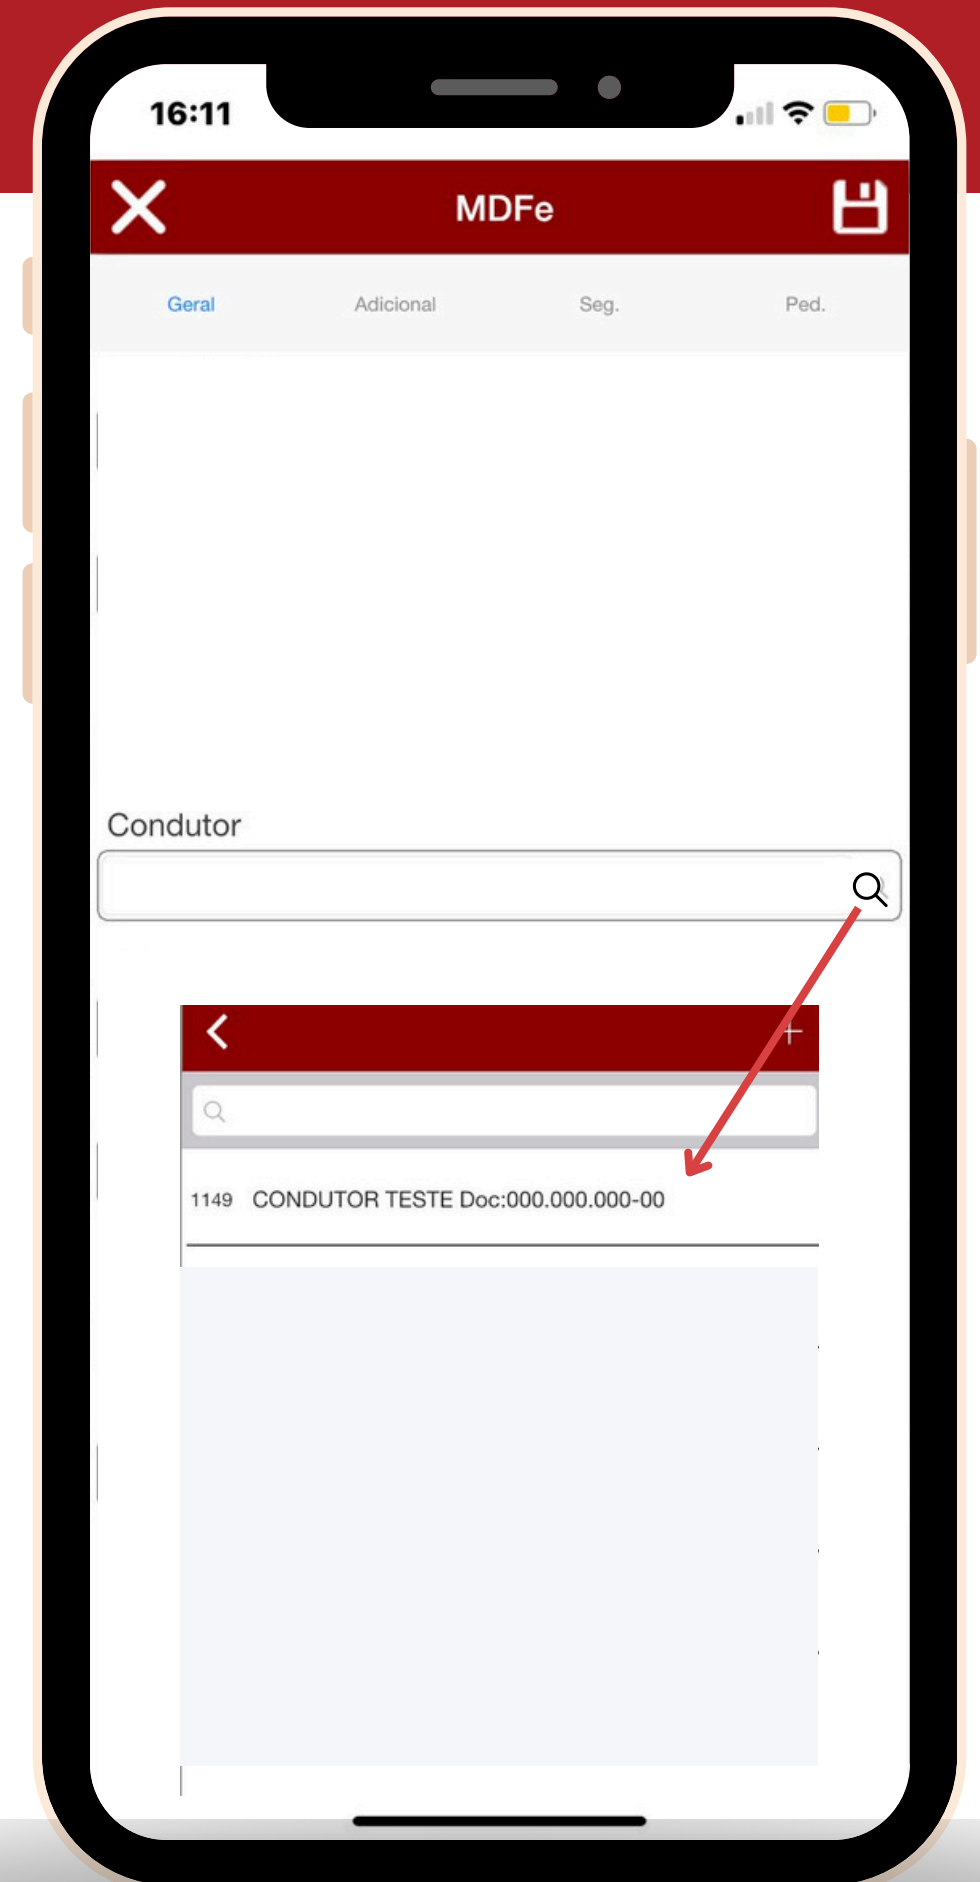 16:11
MDFe
Geral Adicional Seg. Ped.
Condutor
1149 CONDUTOR TESTE Doc:000.000.000-00